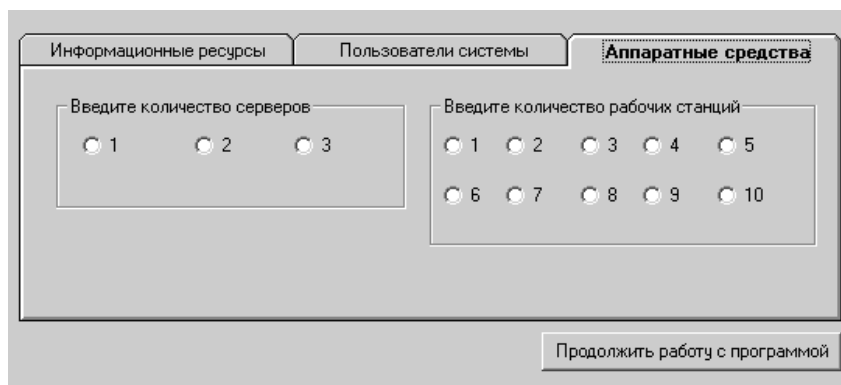 Информационные ресурсы Пользователи системы Аппаратные средства
Введите количество серверов Введите количество рабочих станций
1 2 3 1 2 3 4 5
6 7 8 9 10
Продолжить работу с программой